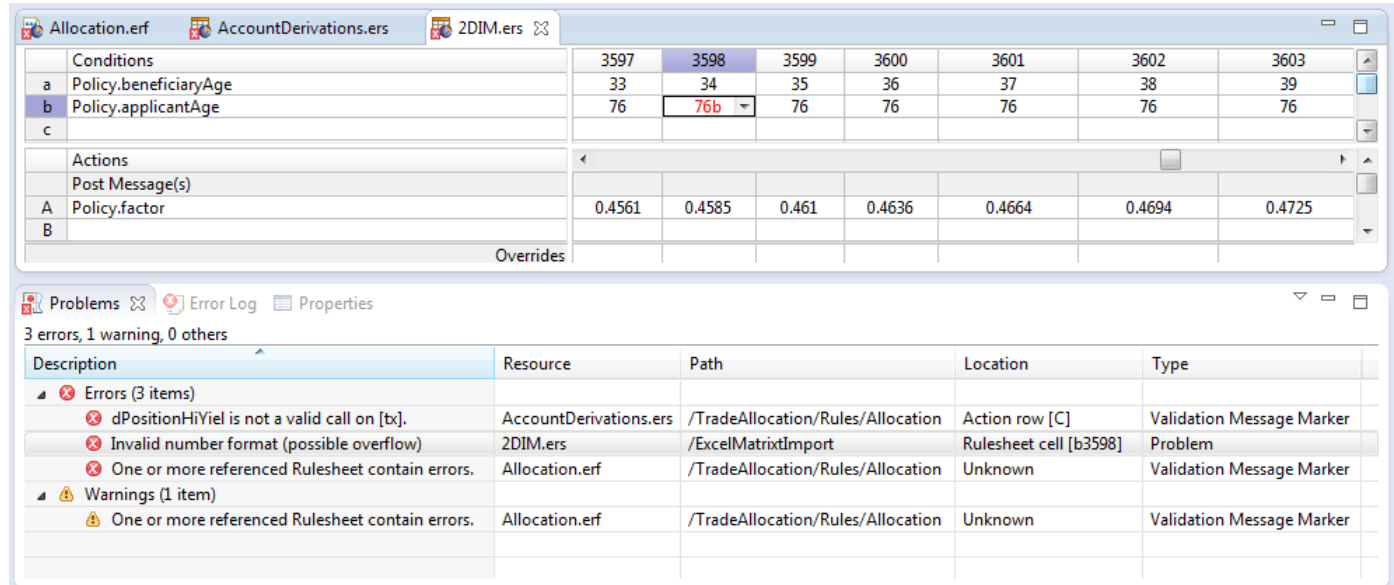 Allocation.erf AccountDerivations.ers 2DIM.ers
Conditions 3597 3598 3599 3600 3601 3602 3603
a Policy.beneficiaryAge 33 34 35 36 37 38 39
b Policy.applicantAge 76 76b 76 76 76 76 76
c
Actions
Post Message(s)
A Policy.factor 0.4561 0.4585 0.461 0.4636 0.4664 0.4694 0.4725
B
Overrides
Problems Error Log Properties
3 errors, 1 warning, 0 others
Description Resource Path Location Type
Errors (3 items)
dPositionHiYiel is not a valid call on [tx]. AccountDerivations.ers /TradeAllocation/Rules/Allocation Action row [C] Validation Message Marker
Invalid number format (possible overflow) 2DIM.ers /ExcelMatrixtImport Rulesheet cell [b3598] Problem
One or more referenced Rulesheet contain errors. Allocation.erf /TradeAllocation/Rules/Allocation Unknown Validation Message Marker
Warnings (1 item)
One or more referenced Rulesheet contain errors. Allocation.erf /TradeAllocation/Rules/Allocation Unknown Validation Message Marker